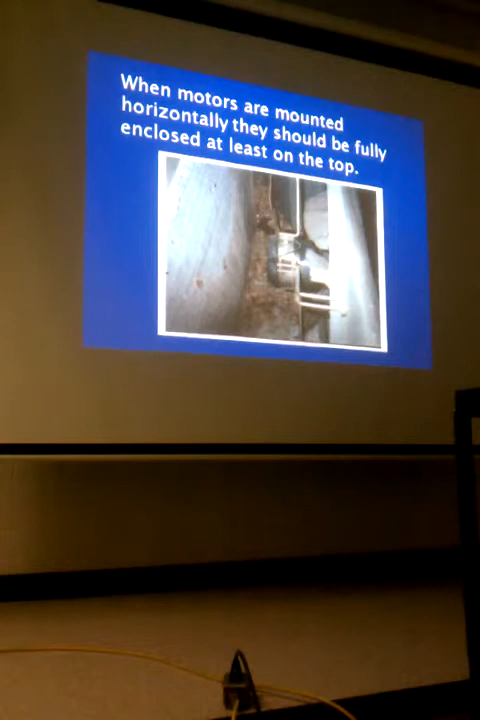 When motors are mounted
horizontally they should be fully
enclosed at least on the top.